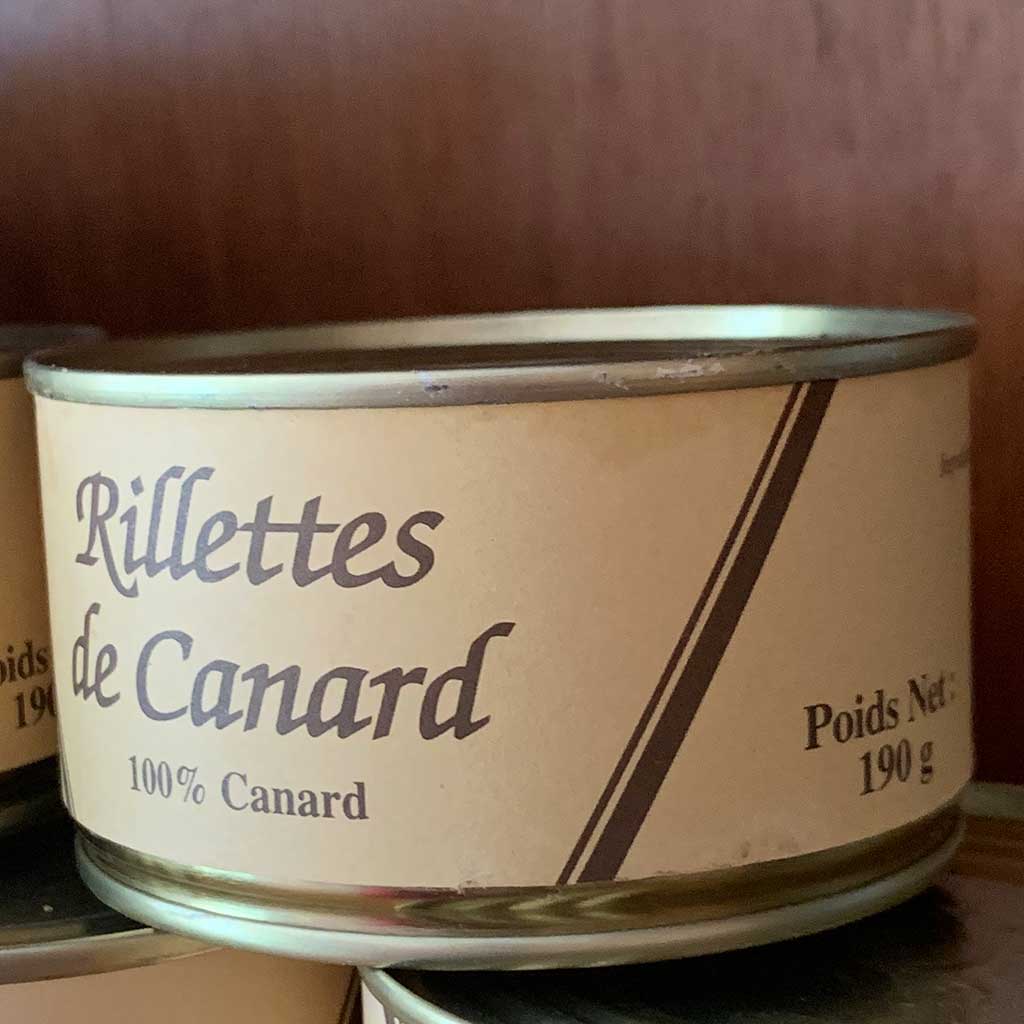 Rillettes
de Canard
100% Canard
Poids Net :
190 g